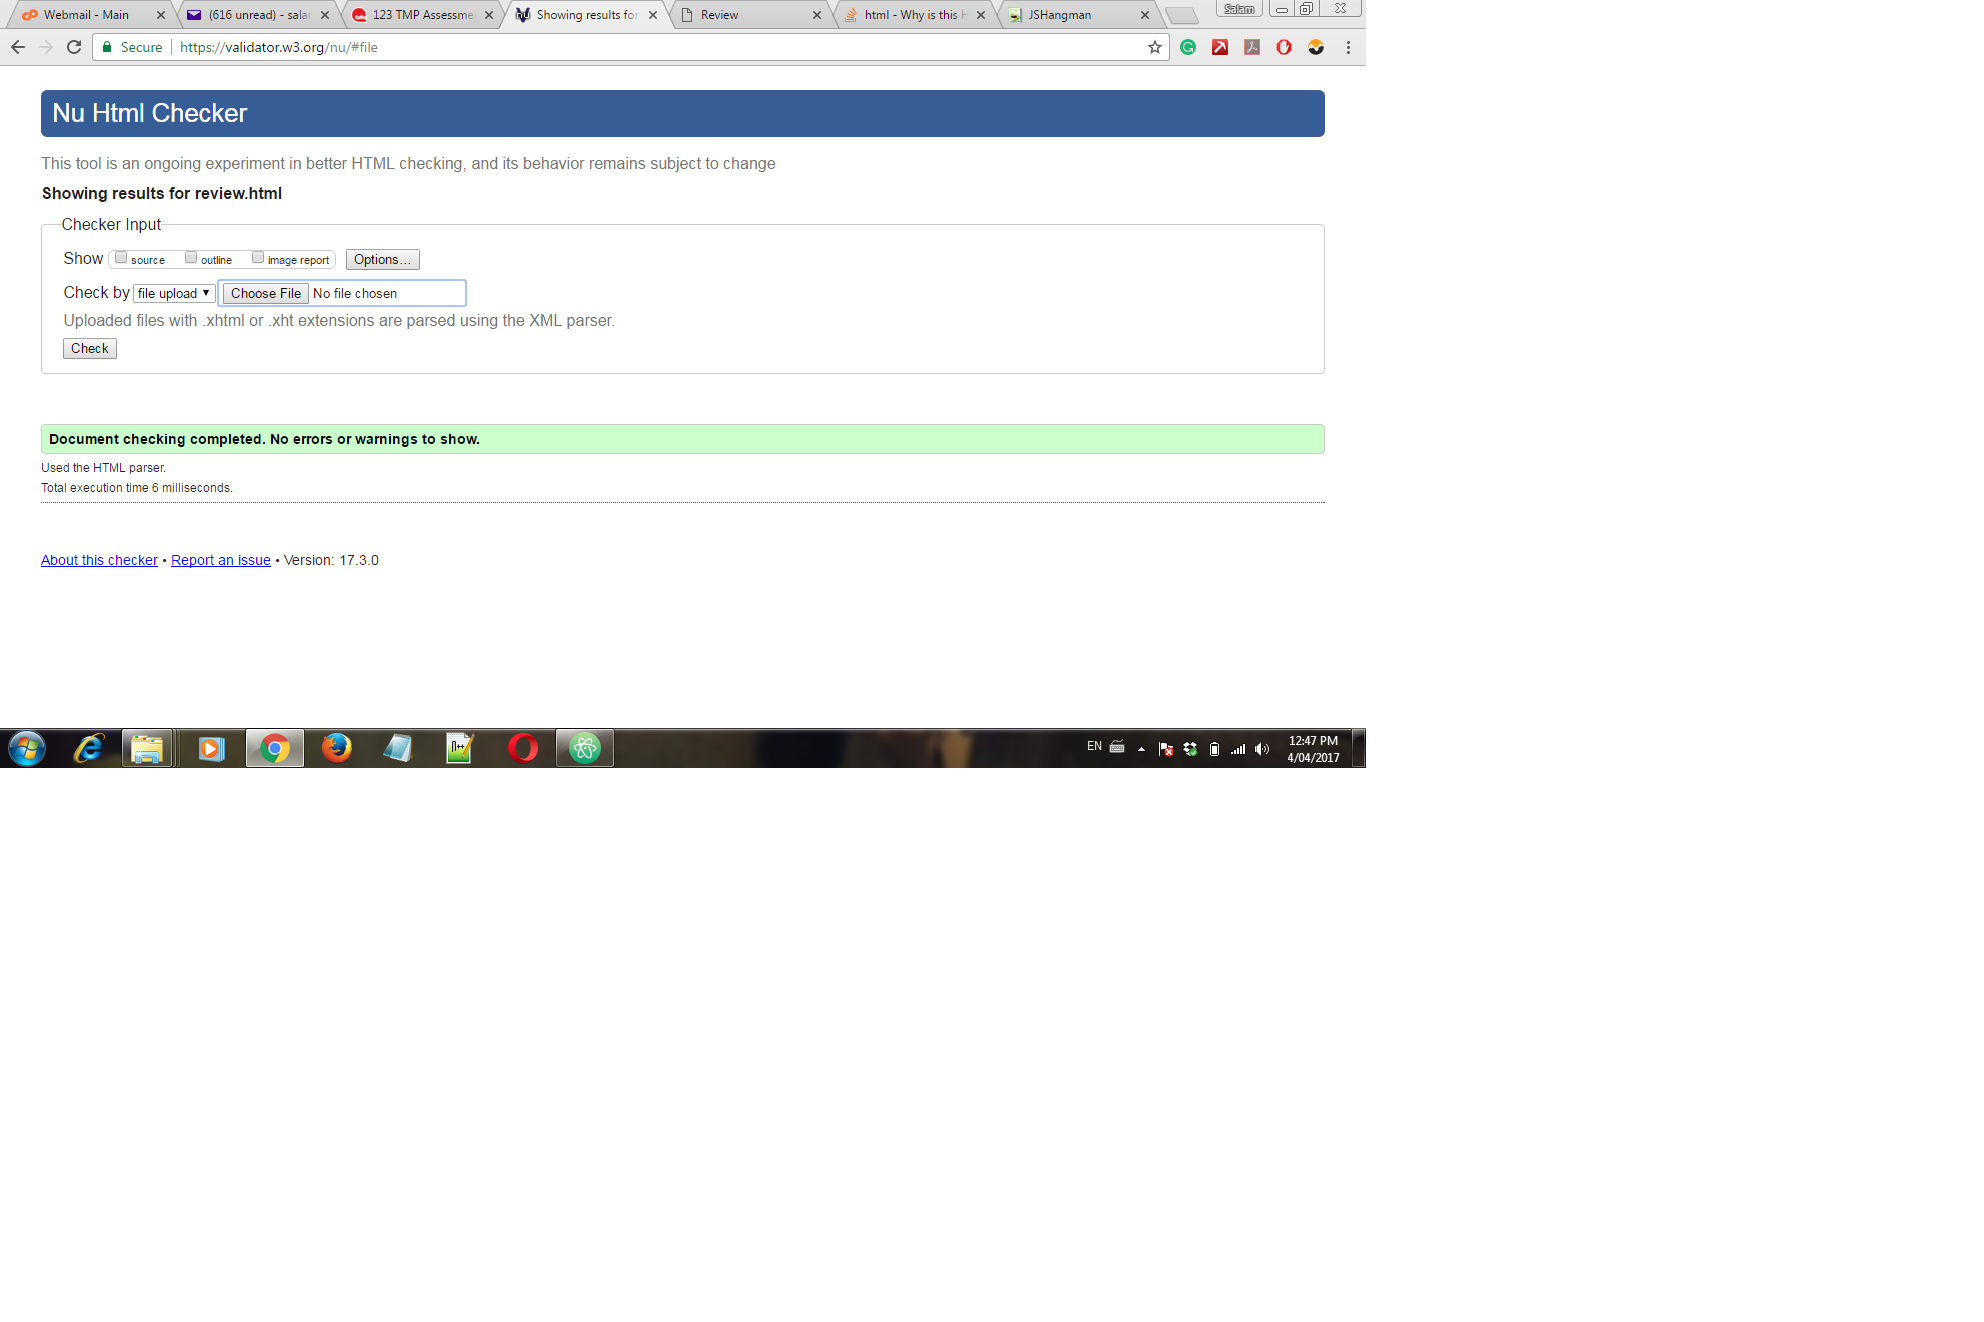 Webmail - Main
(616 unread) - sala
123 TMP Assessme
Showing results for
Review
html - Why is this H
JSHangman
Salam
Secure
https://validator.w3.org/nu/#file
Nu Html Checker
This tool is an ongoing experiment in better HTML checking, and its behavior remains subject to change
Showing results for review.html
Checker Input
Show source outline image report Options...
Check by file upload Choose File No file chosen
Uploaded files with .xhtml or .xht extensions are parsed using the XML parser.
Check
Document checking completed. No errors or warnings to show.
Used the HTML parser.
Total execution time 6 milliseconds.
About this checker • Report an issue • Version: 17.3.0
EN
12:47 PM
4/04/2017